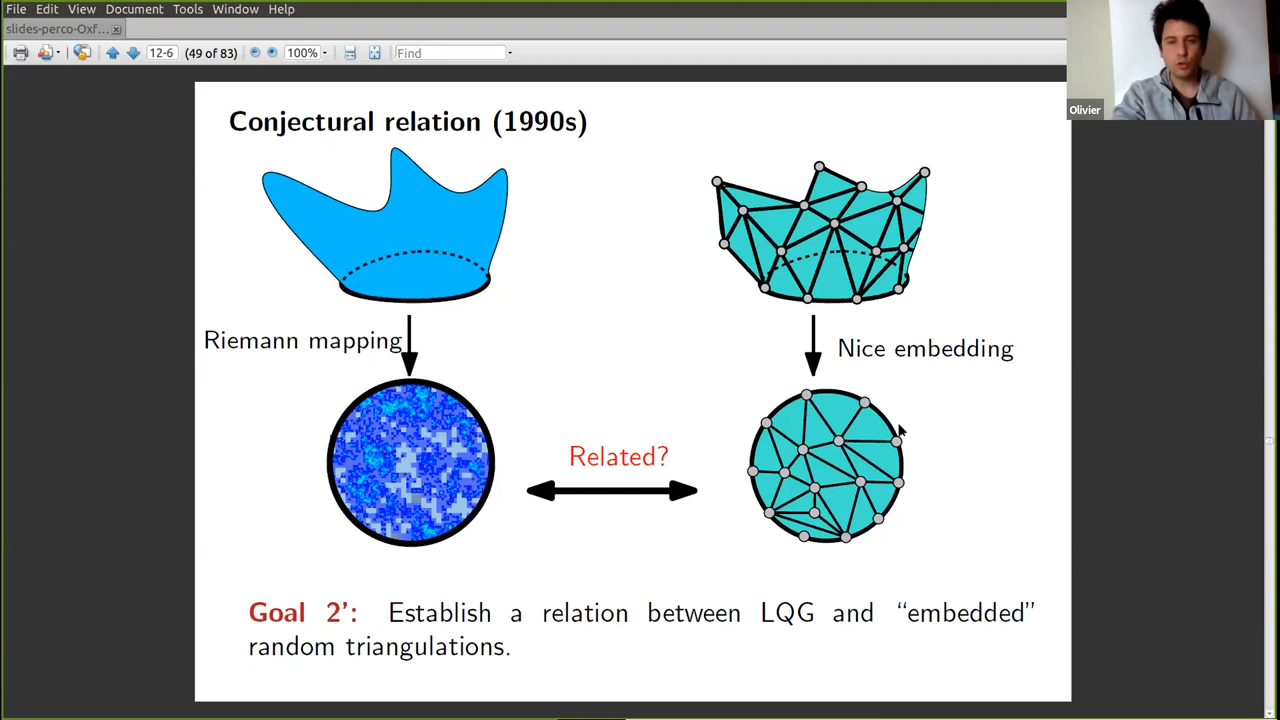 File Edit View Document Tools Window Help
slides-perco-Oxf...
12-6 (49 of 83) 100% Find
Olivier
Conjectural relation (1990s)
Riemann mapping
Nice embedding
Related?
Goal 2': Establish a relation between LQG and “embedded”
random triangulations.